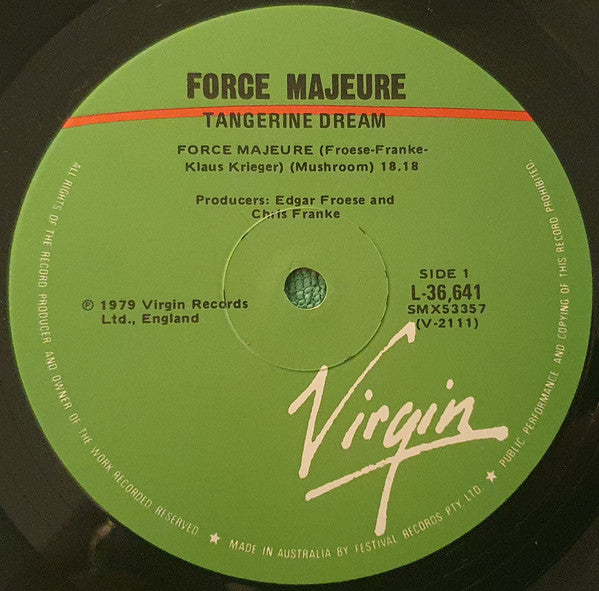 FORCE MAJEURE
TANGERINE DREAM
FORCE MAJEURE (Froese-Franke-
Klaus Krieger) (Mushroom) 18.18
Producers: Edgar Froese and
Chris Franke
SIDE 1
L-36,641
SMX53357
(V-2111)
℗ 1979 Virgin Records
Ltd., England
Virgin
ALL RIGHTS OF THE RECORD PRODUCER AND OWNER OF THE WORK RECORDED RESERVED. ★ MADE IN AUSTRALIA BY FESTIVAL RECORDS PTY. LTD. ★ PUBLIC PERFORMANCE AND COPYING OF THIS RECORD PROHIBITED.